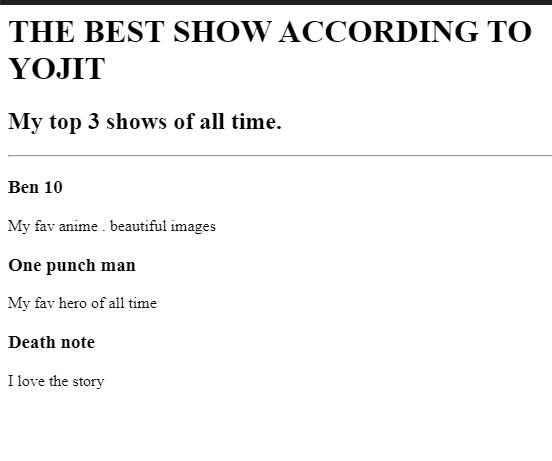 THE BEST SHOW ACCORDING TO
YOJIT
My top 3 shows of all time.
Ben 10
My fav anime . beautiful images
One punch man
My fav hero of all time
Death note
I love the story